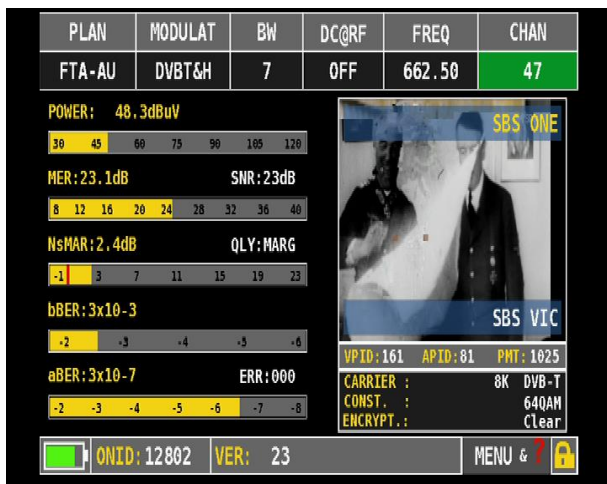 PLAN MODULAT BW DC@RF FREQ CHAN
FTA-AU DVBT&H 7 OFF 662.50 47
POWER: 48.3dBuV
30 45 60 75 90 105 120
MER:23.1dB SNR:23dB
8 12 16 20 24 28 32 36 40
NsMAR:2.4dB QLY:MARG
-1 3 7 11 15 19 23
bBER:3x10-3
-2 -3 -4 -5 -6
aBER:3x10-7 ERR:000
-2 -3 -4 -5 -6 -7 -8
SBS ONE
SBS VIC
VPID:161 APID:81 PMT:1025
CARRIER : 8K DVB-T
CONST. : 64QAM
ENCRYPT.: Clear
ONID:12802 VER: 23 MENU & ?